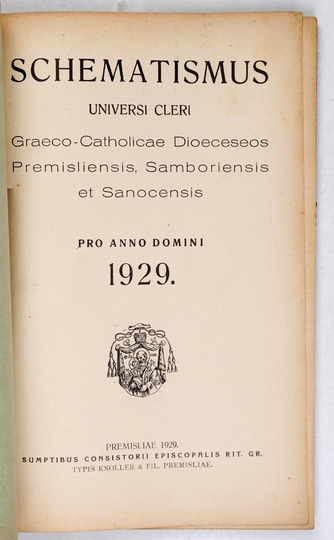 SCHEMATISMUS
UNIVERSI CLERI
Graeco-Catholicae Dioeceseos
Premisliensis, Samboriensis
et Sanocensis
PRO ANNO DOMINI
1929.
PREMISLIAE 1929.
SUMPTIBUS CONSISTORII EPISCOPALIS RIT. GR.
TYPIS KNOLLER & FIL. PREMISLIAE.